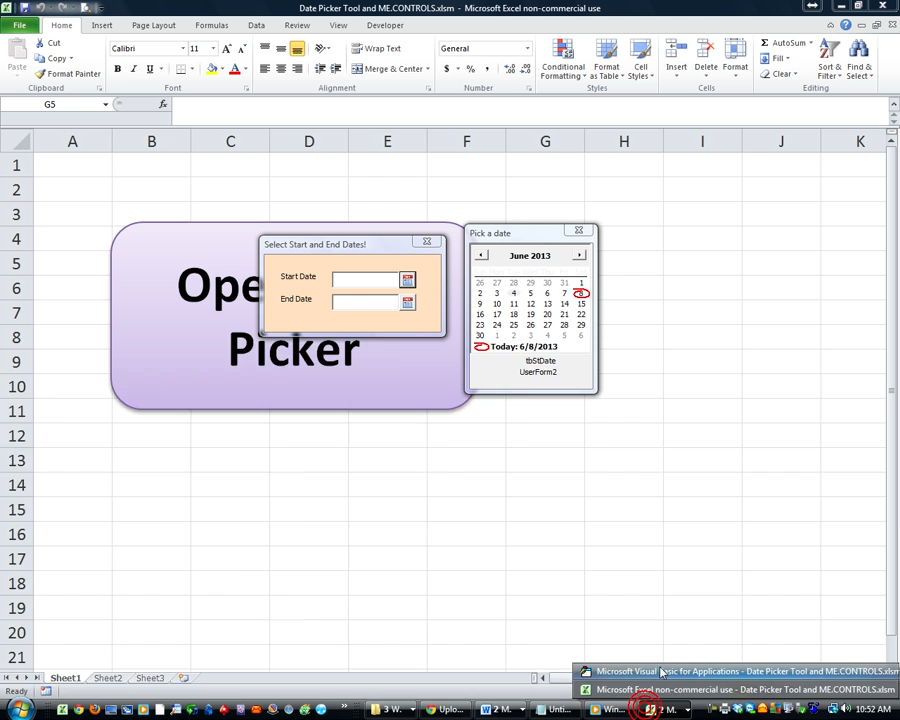 Date Picker Tool and ME.CONTROLS.xlsm - Microsoft Excel non-commercial use
File Home Insert Page Layout Formulas Data Review View Developer
Cut
Copy
Format Painter
Paste
Clipboard
Calibri 11
B I U
Font
Wrap Text
Merge & Center
Alignment
General
$ % ,
Number
Conditional Formatting
Format as Table
Cell Styles
Styles
Insert Delete Format
Cells
AutoSum
Fill
Clear
Sort & Filter
Find & Select
Editing
G5
fx
A B C D E F G H I J K
1
2
3
4
5
6
7
8
9
10
11
12
13
14
15
16
17
18
19
20
21
Ope
Picker
Select Start and End Dates!
Start Date
End Date
Pick a date
June 2013
26 27 28 29 30 31 1
2 3 4 5 6 7 8
9 10 11 12 13 14 15
16 17 18 19 20 21 22
23 24 25 26 27 28 29
30 1 2 3 4 5 6
Today: 6/8/2013
tbStDate
UserForm2
Sheet1 Sheet2 Sheet3
Ready
Microsoft Visual Basic for Applications - Date Picker Tool and ME.CONTROLS.xlsm
Microsoft Excel non-commercial use - Date Picker Tool and ME.CONTROLS.xlsm
3 W... Uplo... 2 M... Unti... Win... 2 M.
10:52 AM